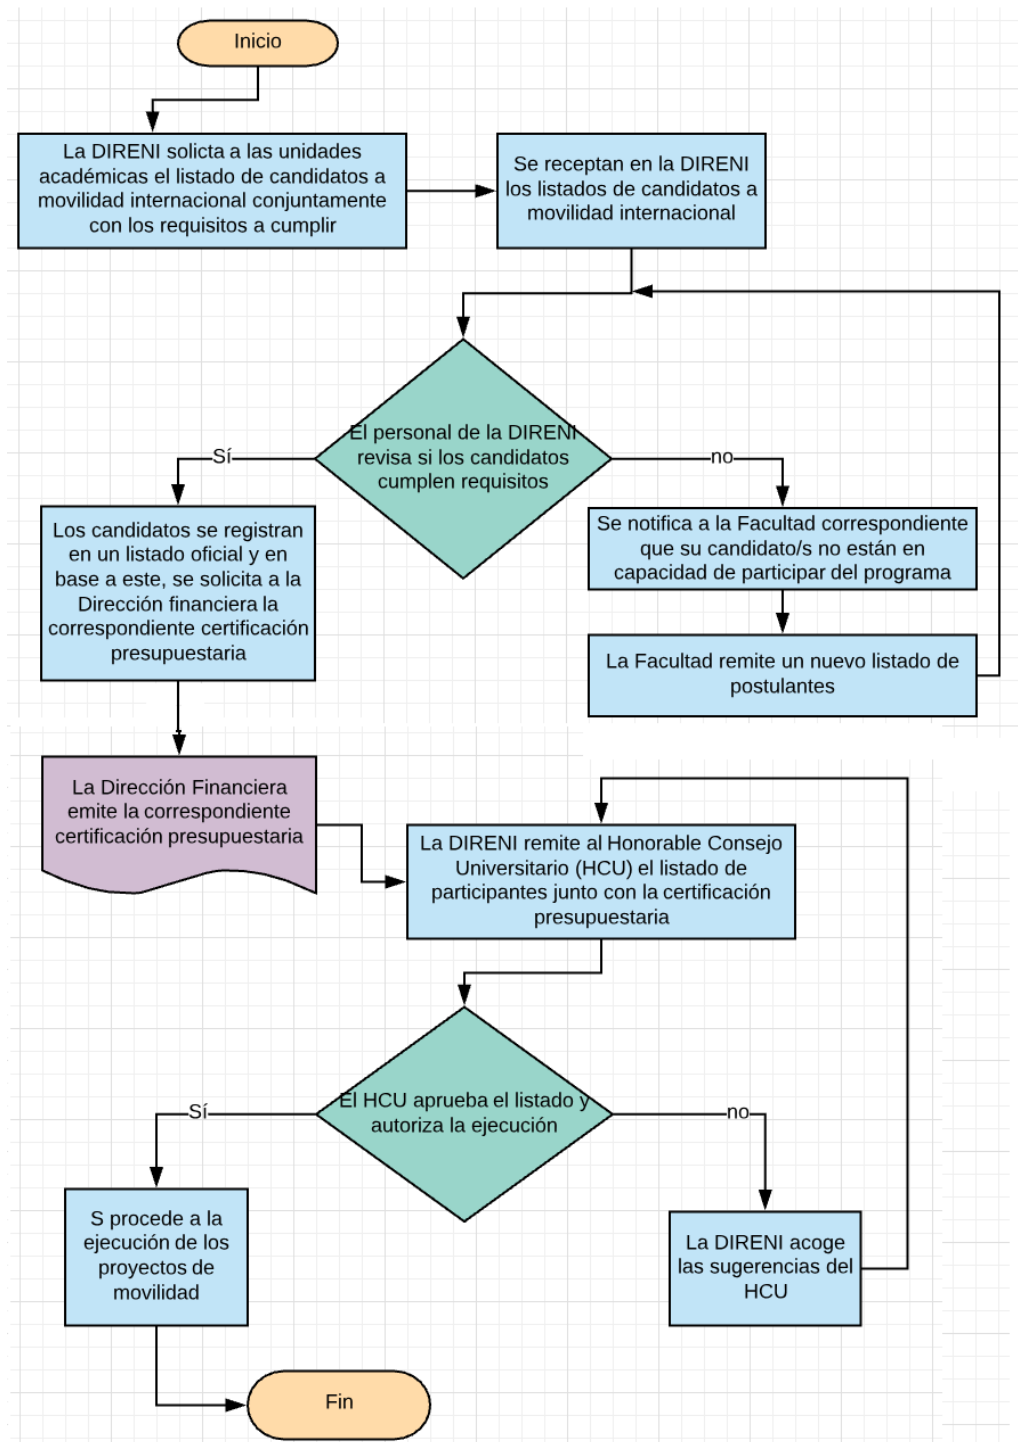 Inicio
La DIRENI solicta a las unidades
académicas el listado de candidatos a
movilidad internacional conjuntamente
con los requisitos a cumplir
Se receptan en la DIRENI
los listados de candidatos a
movilidad internacional
El personal de la DIRENI
revisa si los candidatos
cumplen requisitos
Sí
no
Los candidatos se registran
en un listado oficial y en
base a este, se solicita a la
Dirección financiera la
correspondiente certificación
presupuestaria
Se notifica a la Facultad correspondiente
que su candidato/s no están en
capacidad de participar del programa
La Facultad remite un nuevo listado de
postulantes
La Dirección Financiera
emite la correspondiente
certificación presupuestaria
La DIRENI remite al Honorable Consejo
Universitario (HCU) el listado de
participantes junto con la certificación
presupuestaria
El HCU aprueba el listado y
autoriza la ejecución
Sí
no
S procede a la
ejecución de los
proyectos de
movilidad
La DIRENI acoge
las sugerencias del
HCU
Fin